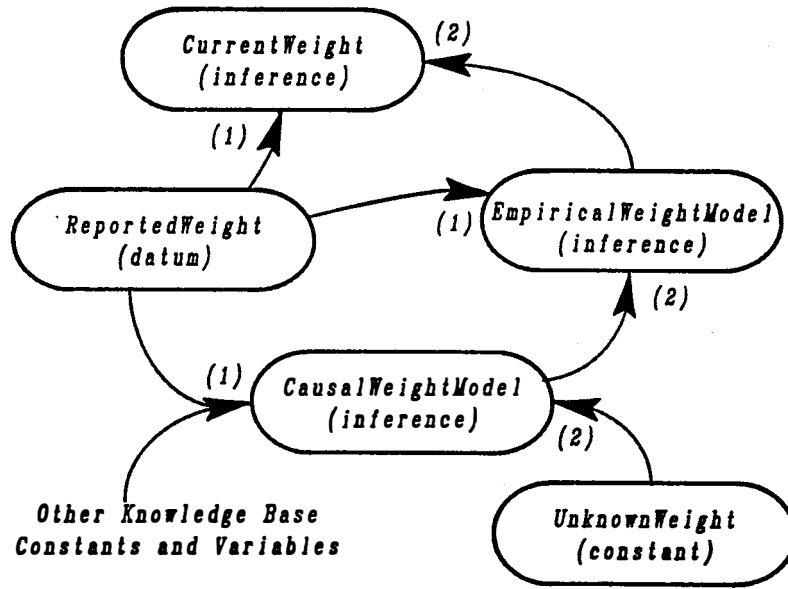 CurrentWeight
(inference)
(2)
(1)
ReportedWeight
(datum)
(1)
EmpiricalWeightModel
(inference)
(2)
(1)
CausalWeightModel
(inference)
(2)
Other Knowledge Base
Constants and Variables
UnknownWeight
(constant)